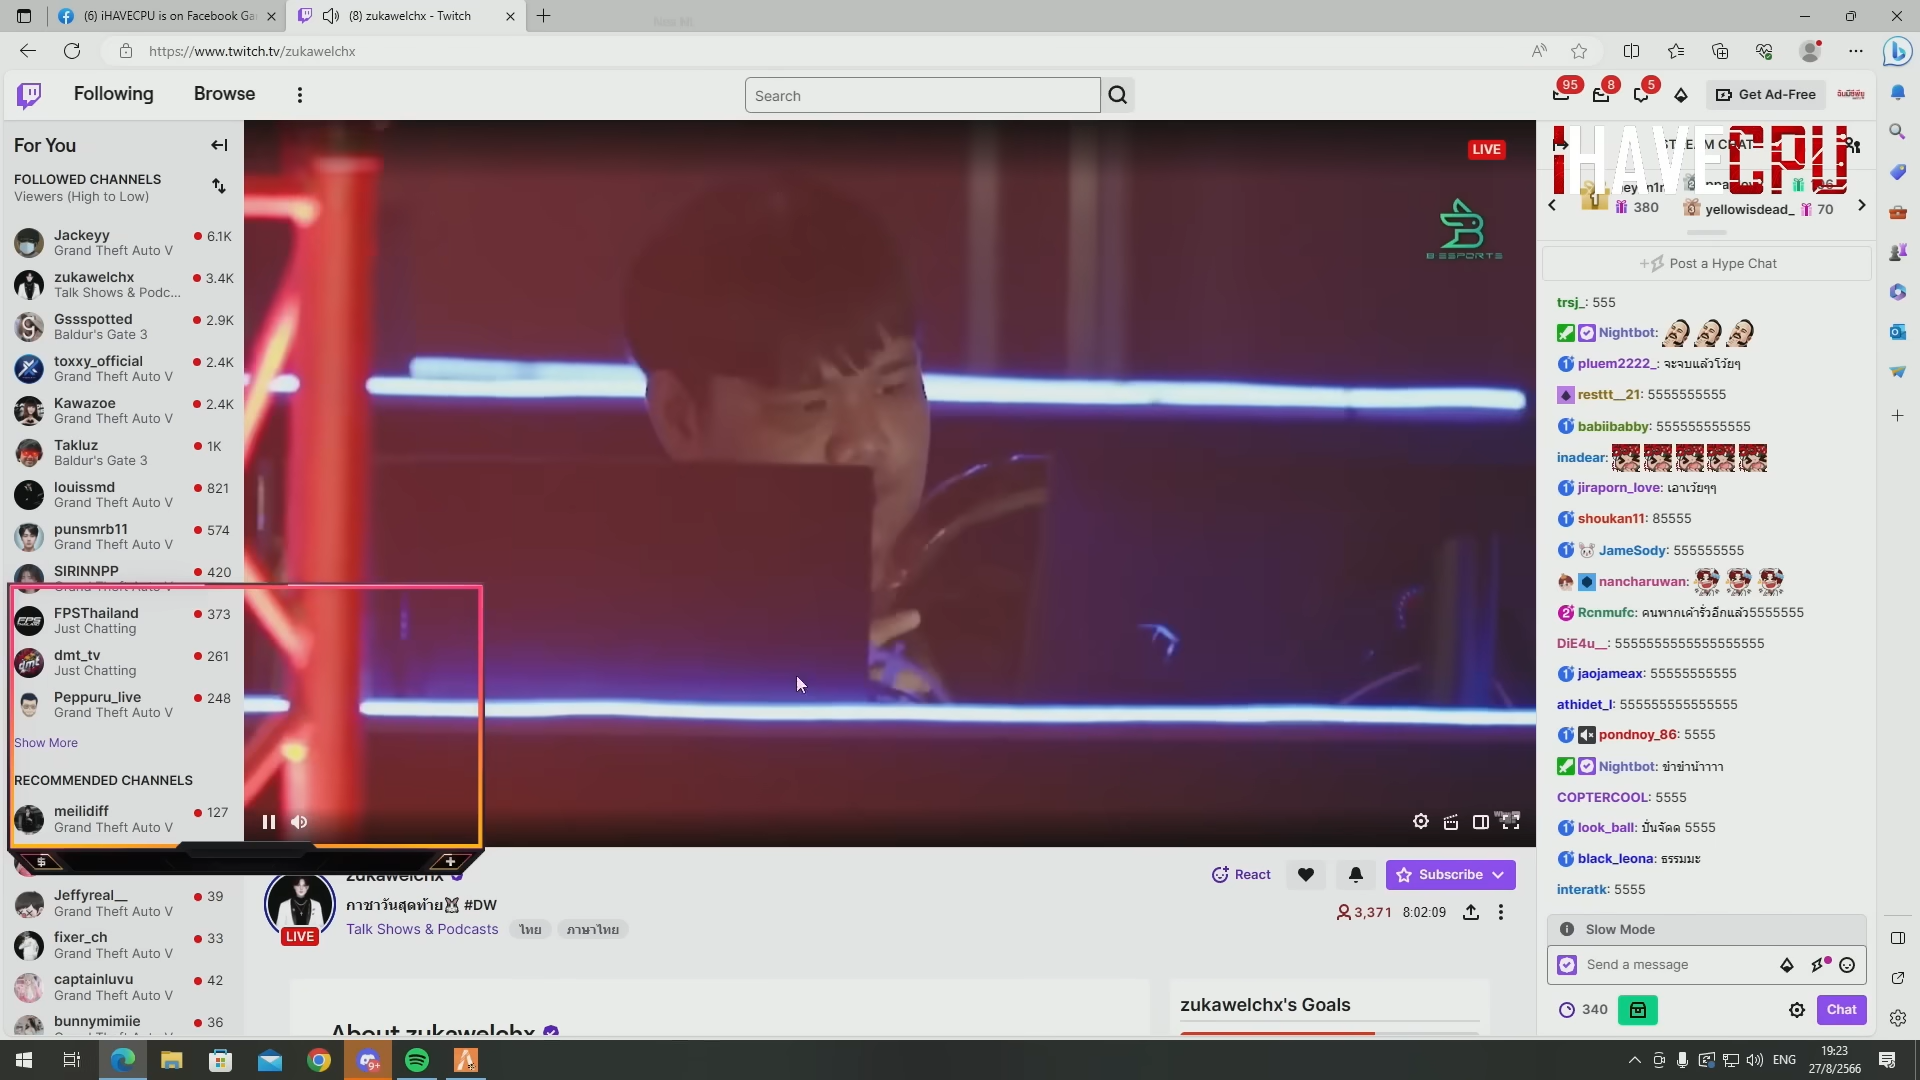 (6) iHAVECPU is on Facebook Ga
(8) zukawelchx - Twitch
https://www.twitch.tv/zukawelchx
Following
Browse
Search
95
8
5
Get Ad-Free
For You
FOLLOWED CHANNELS
Viewers (High to Low)
Jackeyy
6.1K
Grand Theft Auto V
zukawelchx
3.4K
Talk Shows & Podc...
Gssspotted
2.9K
Baldur's Gate 3
toxxy_official
2.4K
Grand Theft Auto V
Kawazoe
2.4K
Grand Theft Auto V
Takluz
1K
Baldur's Gate 3
louissmd
821
Grand Theft Auto V
punsmrb11
574
Grand Theft Auto V
SIRINNPP
420
FPSThailand
373
Just Chatting
dmt_tv
261
Just Chatting
Peppuru_live
248
Grand Theft Auto V
Show More
RECOMMENDED CHANNELS
meilidiff
127
Grand Theft Auto V
Jeffyreal__
39
Grand Theft Auto V
fixer_ch
33
Grand Theft Auto V
captainluvu
42
Grand Theft Auto V
bunnymimiie
36
LIVE
B ESPORTS
zukawelchx
LIVE
กาชาวันสุดท้าย #DW
Talk Shows & Podcasts
ไทย
ภาษาไทย
React
Subscribe
3,371
8:02:09
About zukawelchx
zukawelchx's Goals
iHAVECPU
STREAM CHAT
1
380
2
3
yellowisdead_
70
Post a Hype Chat
trsj_: 555
Nightbot:
pluem2222_: จะจบแล้วโว้ยๆ
resttt__21: 5555555555
babiibabby: 555555555555
inadear:
jiraporn_love: เอาเว้ยๆๆ
shoukan11: 85555
JameSody: 555555555
nancharuwan:
Rcnmufc: คนพากเค้ารั่วอีกแล้ว5555555
DiE4u__: 5555555555555555555
jaojameax: 55555555555
athidet_l: 555555555555555
pondnoy_86: 5555
Nightbot: ขำขำน้าาาา
COPTERCOOL: 5555
look_ball: ปั่นจัดด 5555
black_leona: ธรรมมะ
interatk: 5555
Slow Mode
Send a message
340
Chat
9+
ENG
19:23
27/8/2566